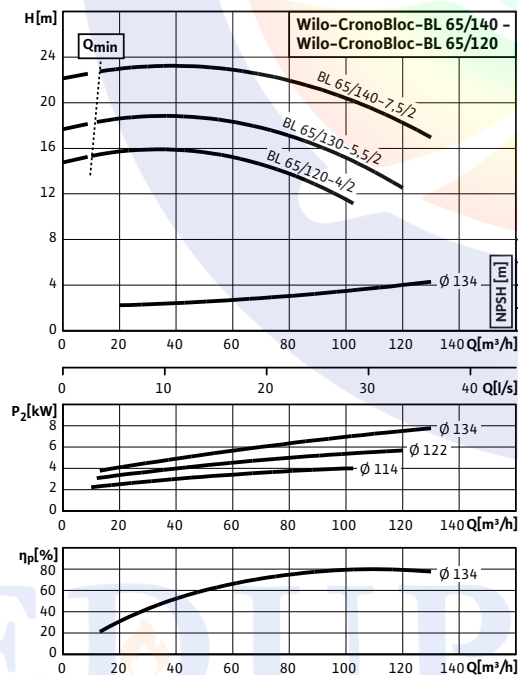 H[m]
Wilo-CronoBloc-BL 65/140 –
Wilo-CronoBloc-BL 65/120
Qmin
24
20
16
12
8
4
0
BL 65/140-7,5/2
BL 65/130-5,5/2
BL 65/120-4/2
Ø 134
NPSH [m]
0 20 40 60 80 100 120 140 Q[m³/h]
0 10 20 30 40 Q[l/s]
P₂[kW]
8
6
4
2
0
Ø 134
Ø 122
Ø 114
0 20 40 60 80 100 120 140 Q[m³/h]
ηp[%]
80
60
40
20
0
Ø 134
0 20 40 60 80 100 120 140 Q[m³/h]